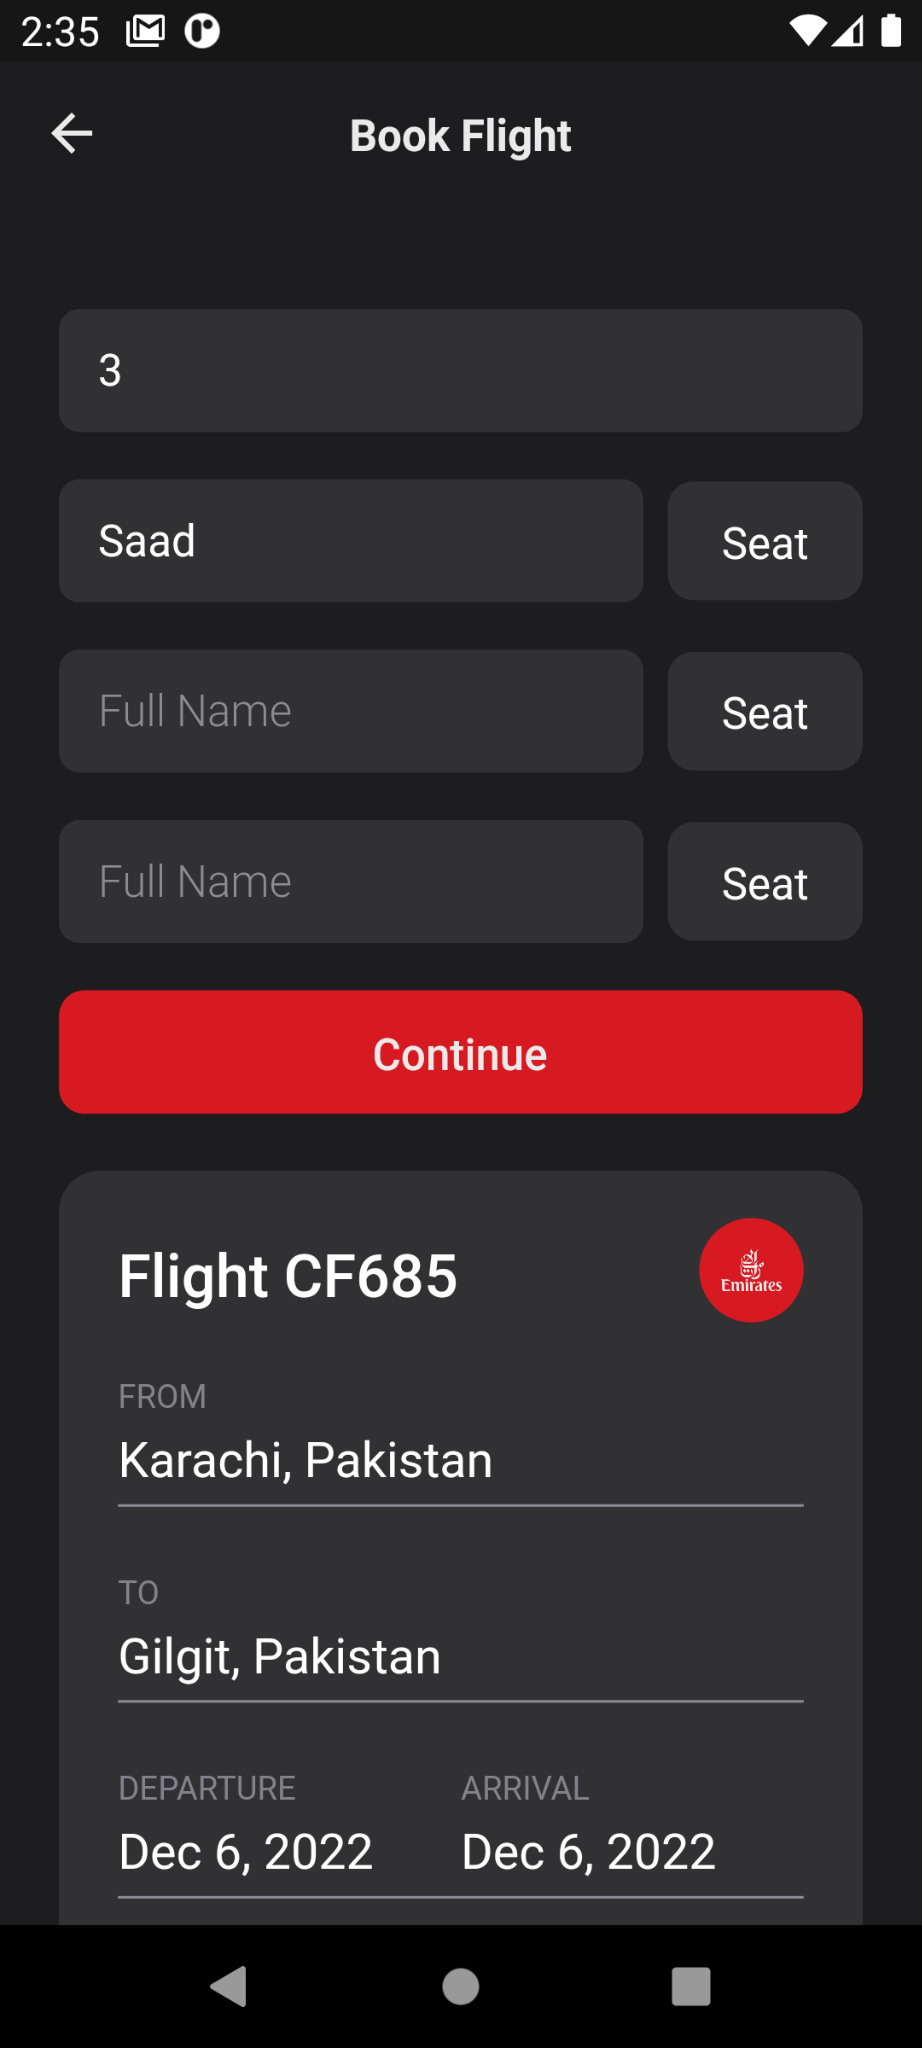 2:35
Book Flight
3
Saad Seat
Full Name Seat
Full Name Seat
Continue
Flight CF685
Emirates
FROM
Karachi, Pakistan
TO
Gilgit, Pakistan
DEPARTURE ARRIVAL
Dec 6, 2022 Dec 6, 2022